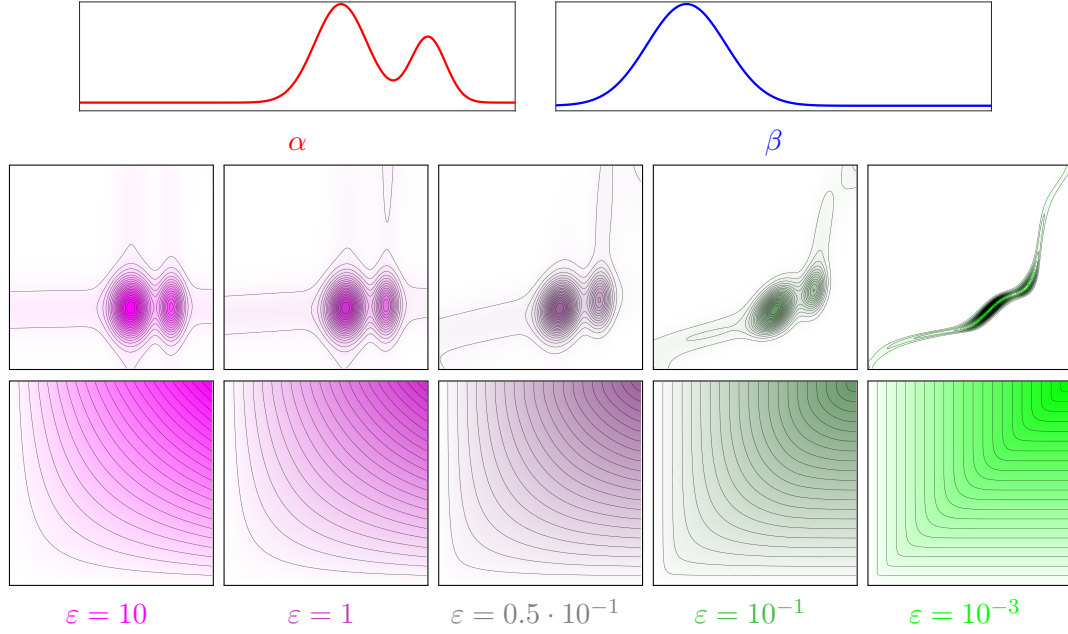 α β
ε = 10 ε = 1 ε = 0.5 · 10⁻¹ ε = 10⁻¹ ε = 10⁻³